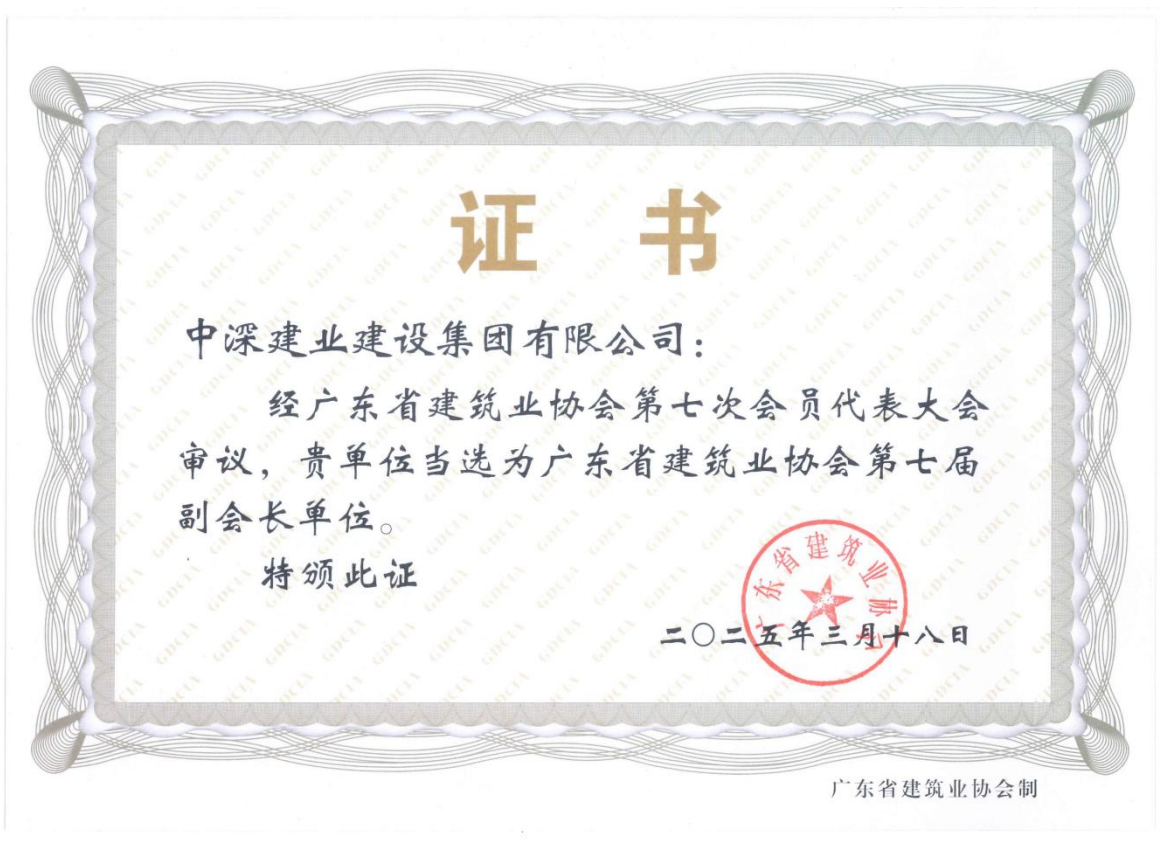 证 书
中深建业建设集团有限公司：
经广东省建筑业协会第七次会员代表大会
审议，贵单位当选为广东省建筑业协会第七届
副会长单位。
特颁此证
广东省建筑业协会
二〇二五年三月十八日
广东省建筑业协会制
GDCIA